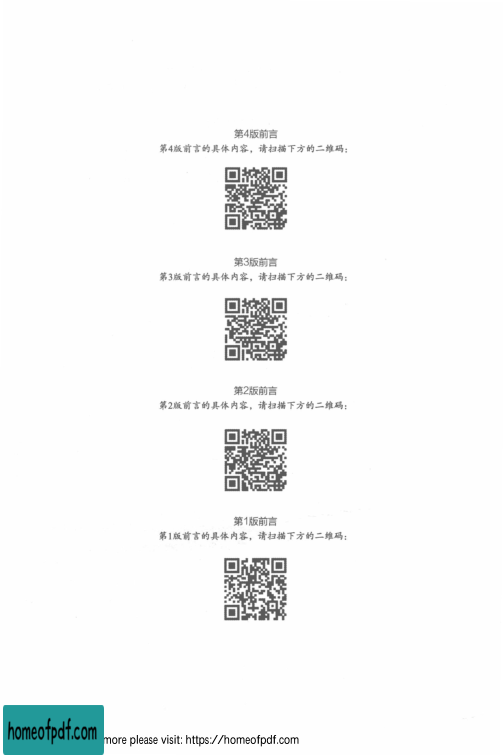 第4版前言
第4版前言的具体内容，请扫描下方的二维码：
第3版前言
第3版前言的具体内容，请扫描下方的二维码：
第2版前言
第2版前言的具体内容，请扫描下方的二维码：
第1版前言
第1版前言的具体内容，请扫描下方的二维码：
homeofpdf.com
more please visit: https://homeofpdf.com